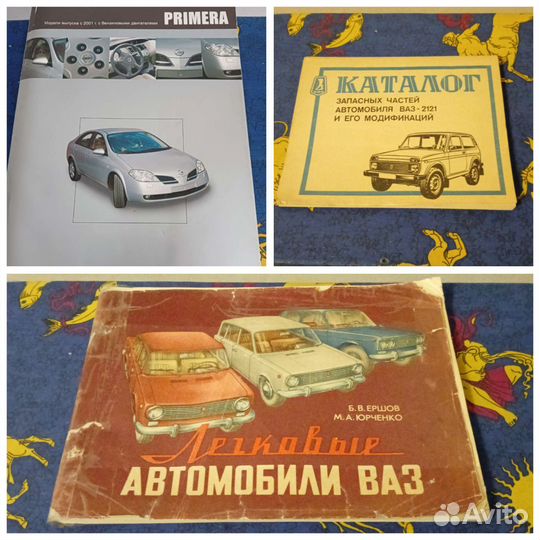 Модели выпуска с 2001 г. с бензиновыми двигателями
PRIMERA
КАТАЛОГ
ЗАПАСНЫХ ЧАСТЕЙ
АВТОМОБИЛЯ ВАЗ-2121
И ЕГО МОДИФИКАЦИЙ
Б. В. ЕРШОВ
М. А. ЮРЧЕНКО
Легковые
АВТОМОБИЛИ ВАЗ
Avito